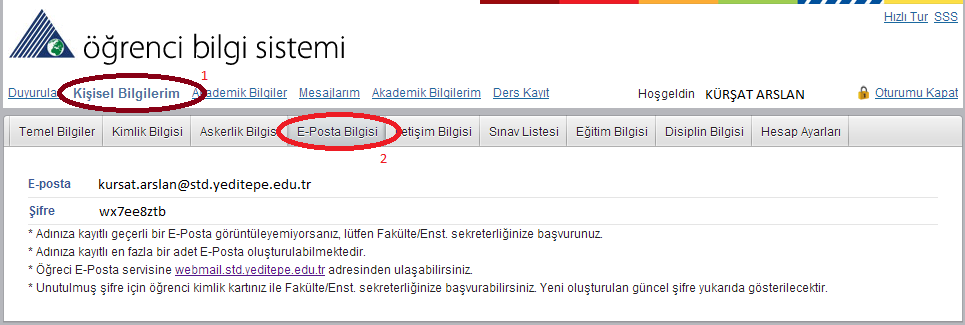 Hızlı Tur SSS
öğrenci bilgi sistemi
1
Duyurula Kişisel Bilgilerim Akademik Bilgiler Mesajlarım Akademik Bilgilerim Ders Kayıt Hoşgeldin KÜRŞAT ARSLAN Oturumu Kapat
Temel Bilgiler Kimlik Bilgisi Askerlik Bilgisi E-Posta Bilgisi İletişim Bilgisi Sınav Listesi Eğitim Bilgisi Disiplin Bilgisi Hesap Ayarları
2
E-posta kursat.arslan@std.yeditepe.edu.tr
Şifre wx7ee8ztb
* Adınıza kayıtlı geçerli bir E-Posta görüntüleyemiyorsanız, lütfen Fakülte/Enst. sekreterliğinize başvurunuz.
* Adınıza kayıtlı en fazla bir adet E-Posta oluşturulabilmektedir.
* Öğreci E-Posta servisine webmail.std.yeditepe.edu.tr adresinden ulaşabilirsiniz.
* Unutulmuş şifre için öğrenci kimlik kartınız ile Fakülte/Enst. sekreterliğinize başvurabilirsiniz. Yeni oluşturulan güncel şifre yukarıda gösterilecektir.